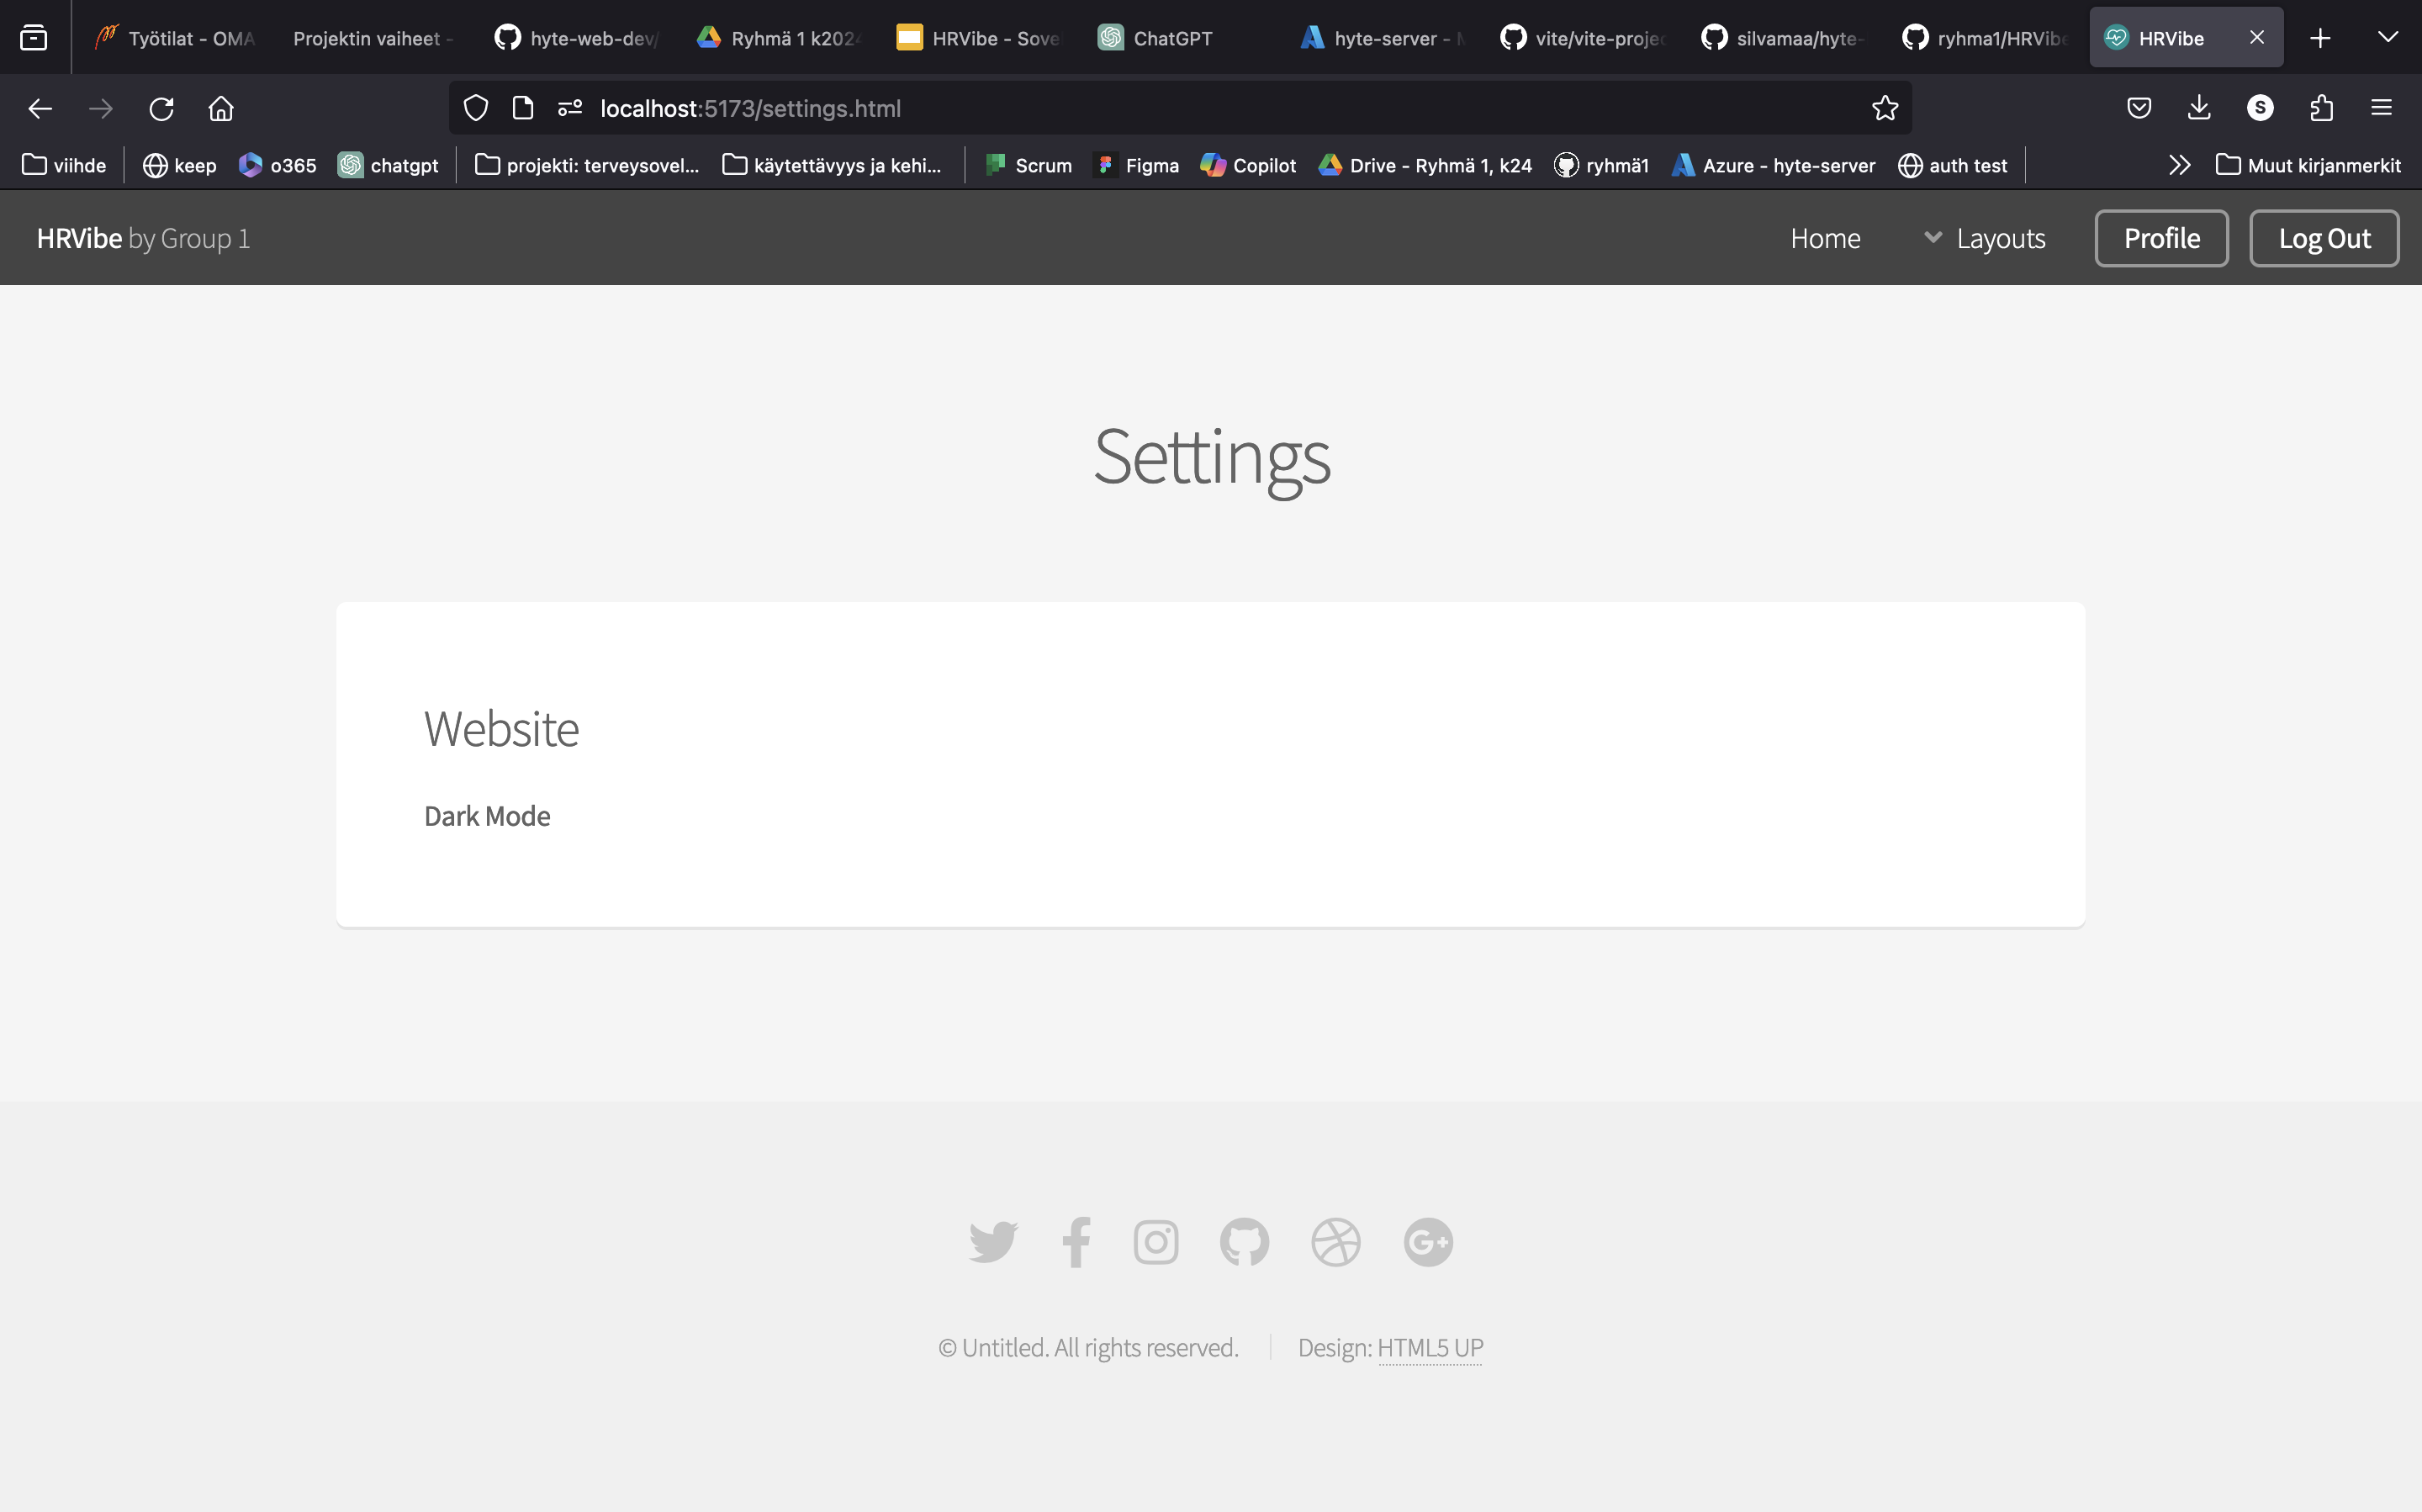 Työtilat - OMA
Projektin vaiheet -
hyte-web-dev/
Ryhmä 1 k2024
HRVibe - Sove
ChatGPT
hyte-server - M
vite/vite-projec
silvamaa/hyte-
ryhma1/HRVibe
HRVibe
localhost:5173/settings.html
S
viihde
keep
o365
chatgpt
projekti: terveysovel...
käytettävyys ja kehi...
Scrum
Figma
Copilot
Drive - Ryhmä 1, k24
ryhmä1
Azure - hyte-server
auth test
Muut kirjanmerkit
HRVibe by Group 1
Home
Layouts
Profile
Log Out
Settings
Website
Dark Mode
© Untitled. All rights reserved.
Design: HTML5 UP